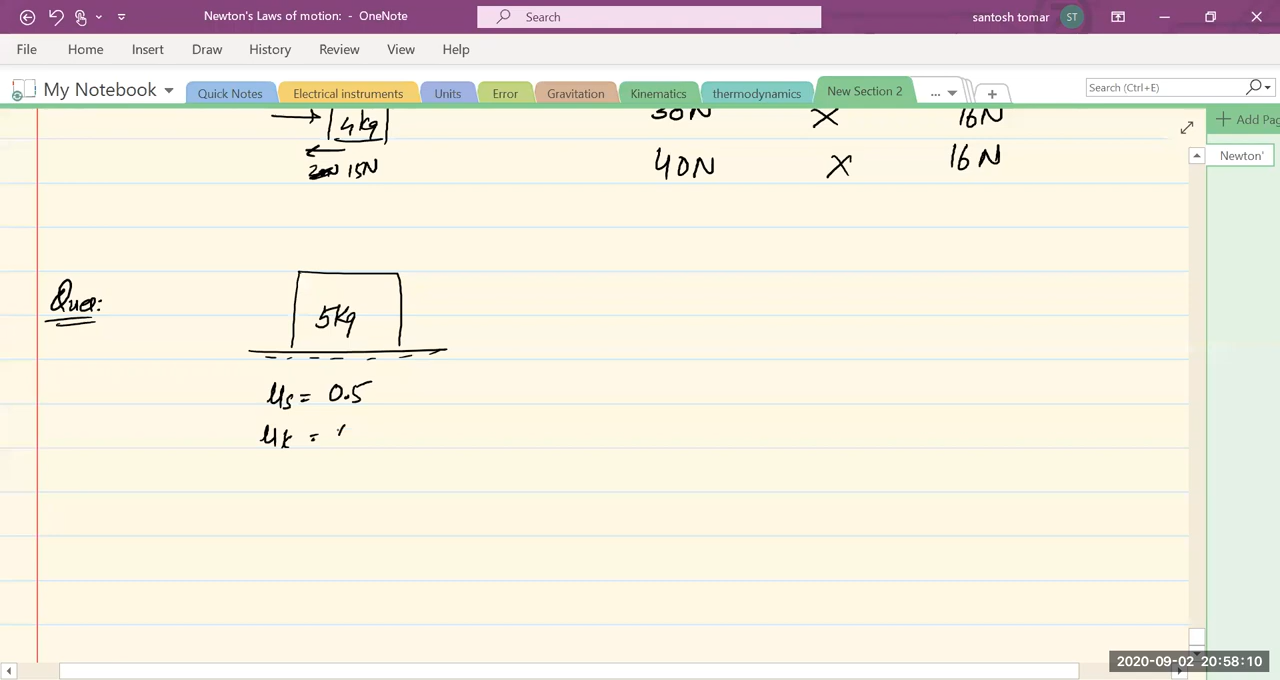 Newton's Laws of motion: - OneNote
Search
santosh tomar
ST
File Home Insert Draw History Review View Help
My Notebook
Quick Notes
Electrical instruments
Units
Error
Gravitation
Kinematics
thermodynamics
New Section 2
...
Search (Ctrl+E)
Add Pag
Newton'
4kg
30N X 16N
15N
40N X 16N
Ques:
5Kg
μs = 0.5
μk =
2020-09-02 20:58:10